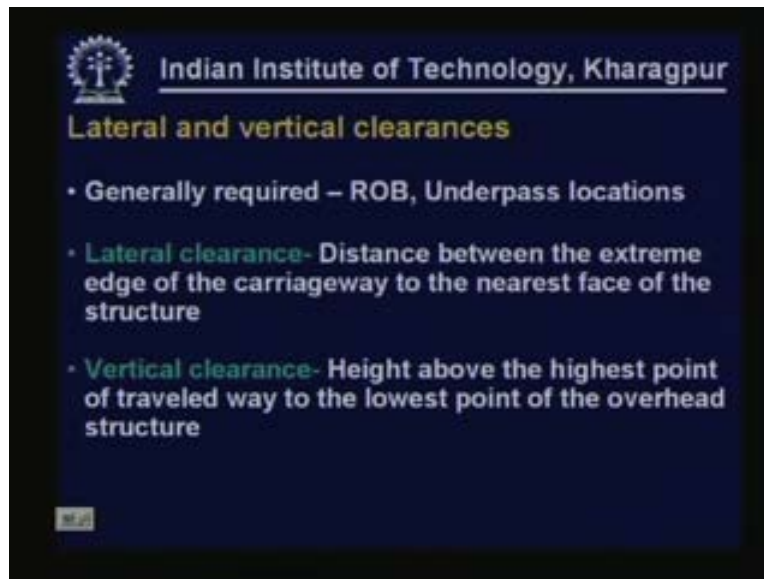 Indian Institute of Technology, Kharagpur
Lateral and vertical clearances
• Generally required – ROB, Underpass locations
• Lateral clearance- Distance between the extreme
edge of the carriageway to the nearest face of the
structure
• Vertical clearance- Height above the highest point
of traveled way to the lowest point of the overhead
structure